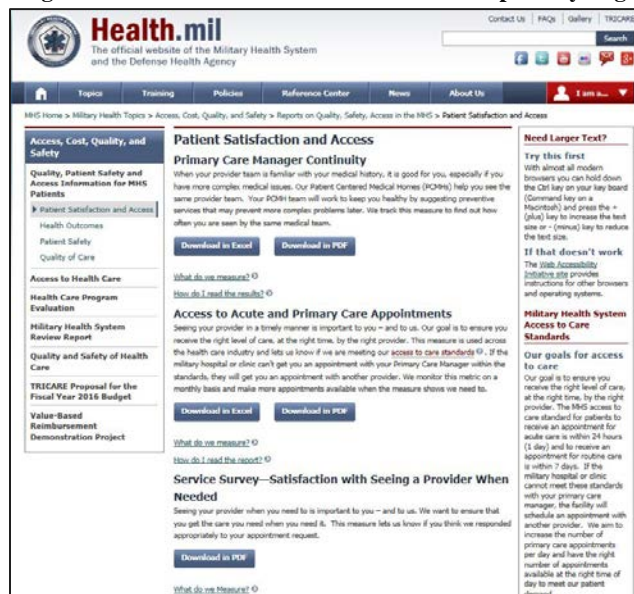 Contact Us | FAQs | Gallery | TRICARE
Health.mil
The official website of the Military Health System
and the Defense Health Agency
Search
Topics Training Policies Reference Center News About Us
I am a...
MHS Home > Military Health Topics > Access, Cost, Quality, and Safety > Reports on Quality, Safety, Access in the MHS > Patient Satisfaction and Access
Access, Cost, Quality, and
Safety
Quality, Patient Safety and
Access Information for MHS
Patients
Patient Satisfaction and Access
Health Outcomes
Patient Safety
Quality of Care
Access to Health Care
Health Care Program
Evaluation
Military Health System
Review Report
Quality and Safety of Health
Care
TRICARE Proposal for the
Fiscal Year 2016 Budget
Value-Based
Reimbursement
Demonstration Project
Patient Satisfaction and Access
Primary Care Manager Continuity
When your provider team is familiar with your medical history, it is good for you, especially if you
have more complex medical issues. Our Patient Centered Medical Homes (PCMHs) help you see the
same provider team. Your PCMH team will work to keep you healthy by suggesting preventive
services that may prevent more complex problems later. We track this measure to find out how
often you are seen by the same medical team.
Download in Excel Download in PDF
What do we measure?
How do I read the results?
Access to Acute and Primary Care Appointments
Seeing your provider in a timely manner is important to you – and to us. Our goal is to ensure you
receive the right level of care, at the right time, by the right provider. This measure is used across
the health care industry and lets us know if we are meeting our access to care standards. If the
military hospital or clinic can't get you an appointment with your Primary Care Manager within the
standards, they will get you an appointment with another provider. We monitor this metric on a
monthly basis and make more appointments available when the measure shows we need to.
Download in Excel Download in PDF
What do we measure?
How do I read the report?
Service Survey—Satisfaction with Seeing a Provider When
Needed
Seeing your provider when you need to is important to you – and to us. We want to ensure that
you get the care you need when you need it. This measure lets us know if you think we responded
appropriately to your appointment request.
Download in PDF
What do we Measure?
Need Larger Text?
Try this first
With almost all modern
browsers you can hold down
the Ctrl key on your key board
(Command key on a
Macintosh) and press the +
(plus) key to increase the text
size or - (minus) key to reduce
the text size.
If that doesn't work
The Web Accessibility
Initiative site provides
instructions for other browsers
and operating systems.
Military Health System
Access to Care
Standards
Our goals for access
to care
Our goal is to ensure you
receive the right level of care,
at the right time, by the right
provider. The MHS access to
care standard for patients to
receive an appointment for
acute care is within 24 hours
(1 day) and to receive an
appointment for routine care
is within 7 days. If the
military hospital or clinic
cannot meet these standards
with your primary care
manager, the facility will
schedule an appointment with
another provider. We aim to
increase the number of
primary care appointments
per day and have the right
number of appointments
available at the right time of
day to meet our patient